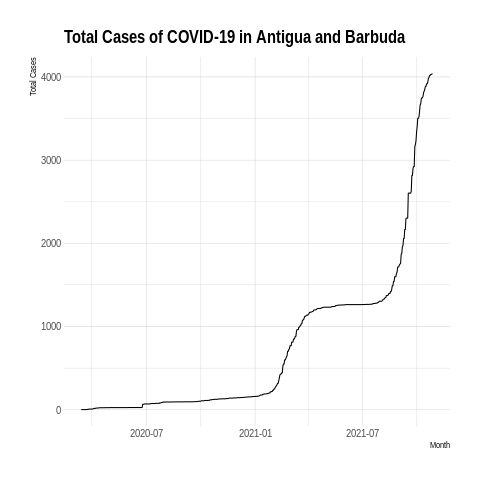 Total Cases of COVID-19 in Antigua and Barbuda
Total Cases
4000
3000
2000
1000
0
2020-07 2021-01 2021-07
Month